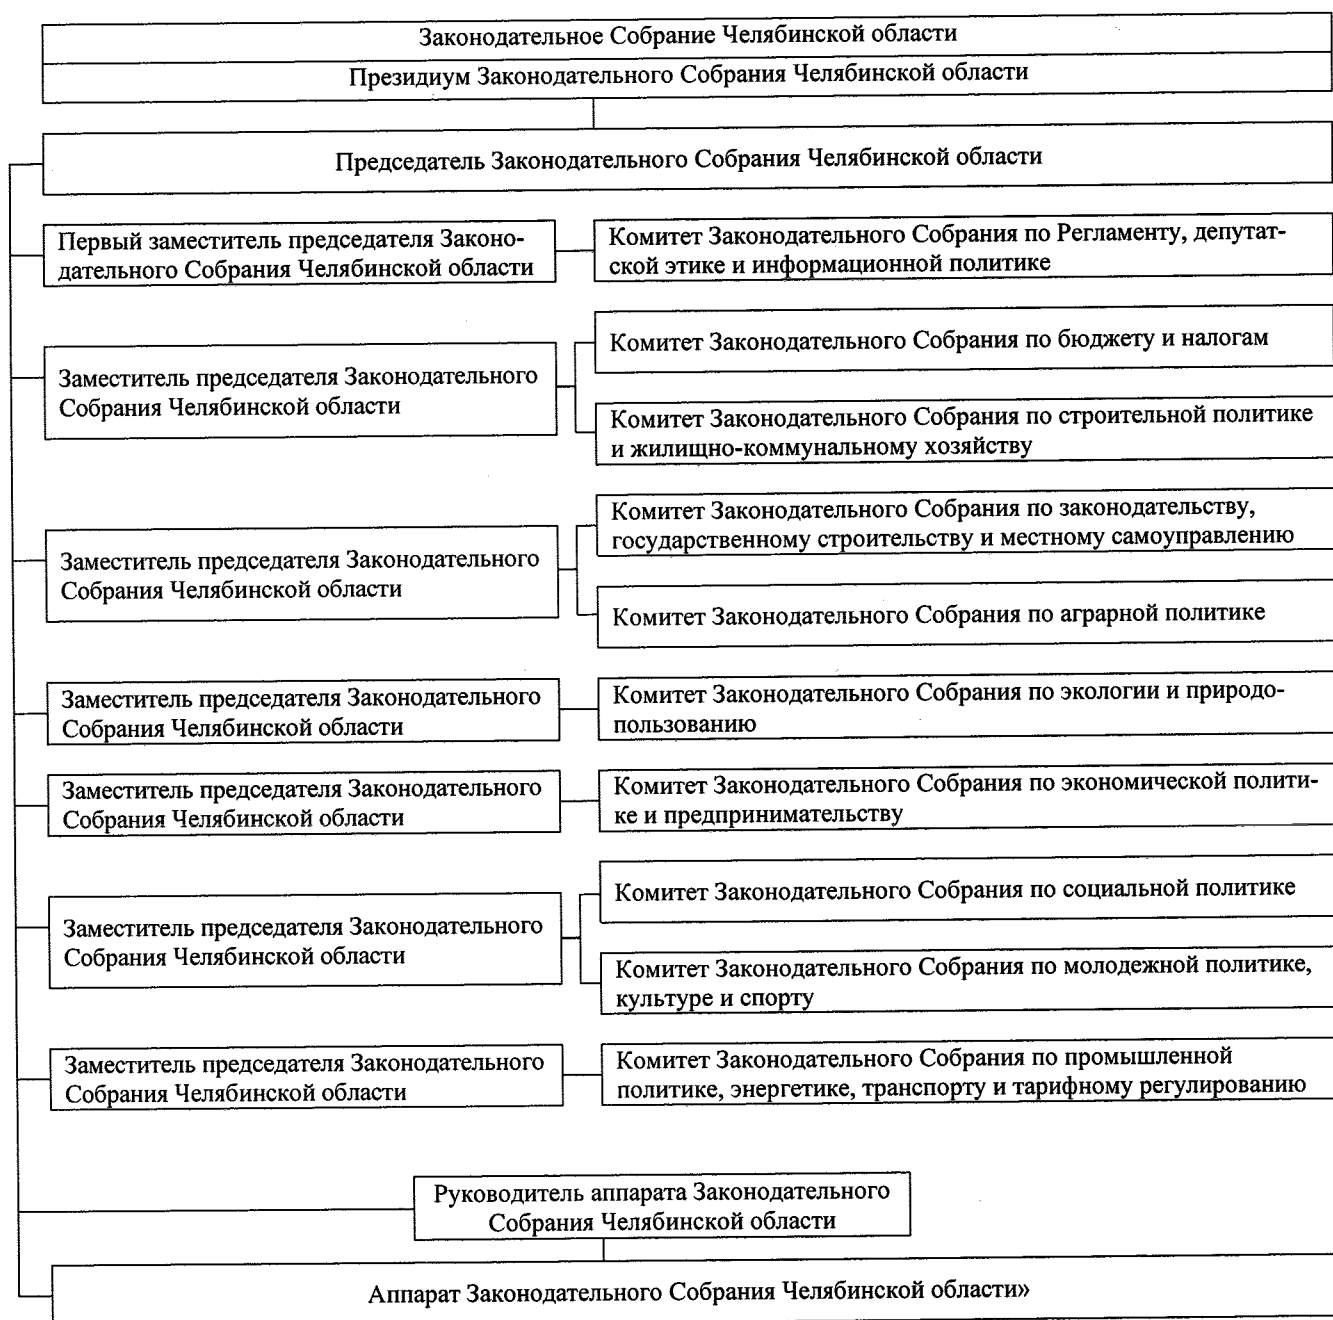 Законодательное Собрание Челябинской области
Президиум Законодательного Собрания Челябинской области
Председатель Законодательного Собрания Челябинской области
Первый заместитель председателя Законо-
дательного Собрания Челябинской области
Комитет Законодательного Собрания по Регламенту, депутат-
ской этике и информационной политике
Заместитель председателя Законодательного
Собрания Челябинской области
Комитет Законодательного Собрания по бюджету и налогам
Комитет Законодательного Собрания по строительной политике
и жилищно-коммунальному хозяйству
Заместитель председателя Законодательного
Собрания Челябинской области
Комитет Законодательного Собрания по законодательству,
государственному строительству и местному самоуправлению
Комитет Законодательного Собрания по аграрной политике
Заместитель председателя Законодательного
Собрания Челябинской области
Комитет Законодательного Собрания по экологии и природо-
пользованию
Заместитель председателя Законодательного
Собрания Челябинской области
Комитет Законодательного Собрания по экономической полити-
ке и предпринимательству
Заместитель председателя Законодательного
Собрания Челябинской области
Комитет Законодательного Собрания по социальной политике
Комитет Законодательного Собрания по молодежной политике,
культуре и спорту
Заместитель председателя Законодательного
Собрания Челябинской области
Комитет Законодательного Собрания по промышленной
политике, энергетике, транспорту и тарифному регулированию
Руководитель аппарата Законодательного
Собрания Челябинской области
Аппарат Законодательного Собрания Челябинской области»